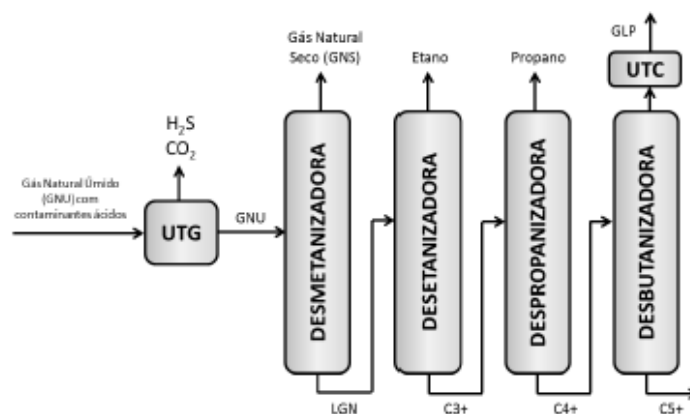 GLP
Gás Natural
Seco (GNS)
Etano
Propano
UTC
H₂S
CO₂
Gás Natural Úmido
(GNU) com
contaminantes ácidos
UTG
GNU
DESMETANIZADORA
DESETANIZADORA
DESPROPANIZADORA
DESBUTANIZADORA
LGN
C3+
C4+
C5+